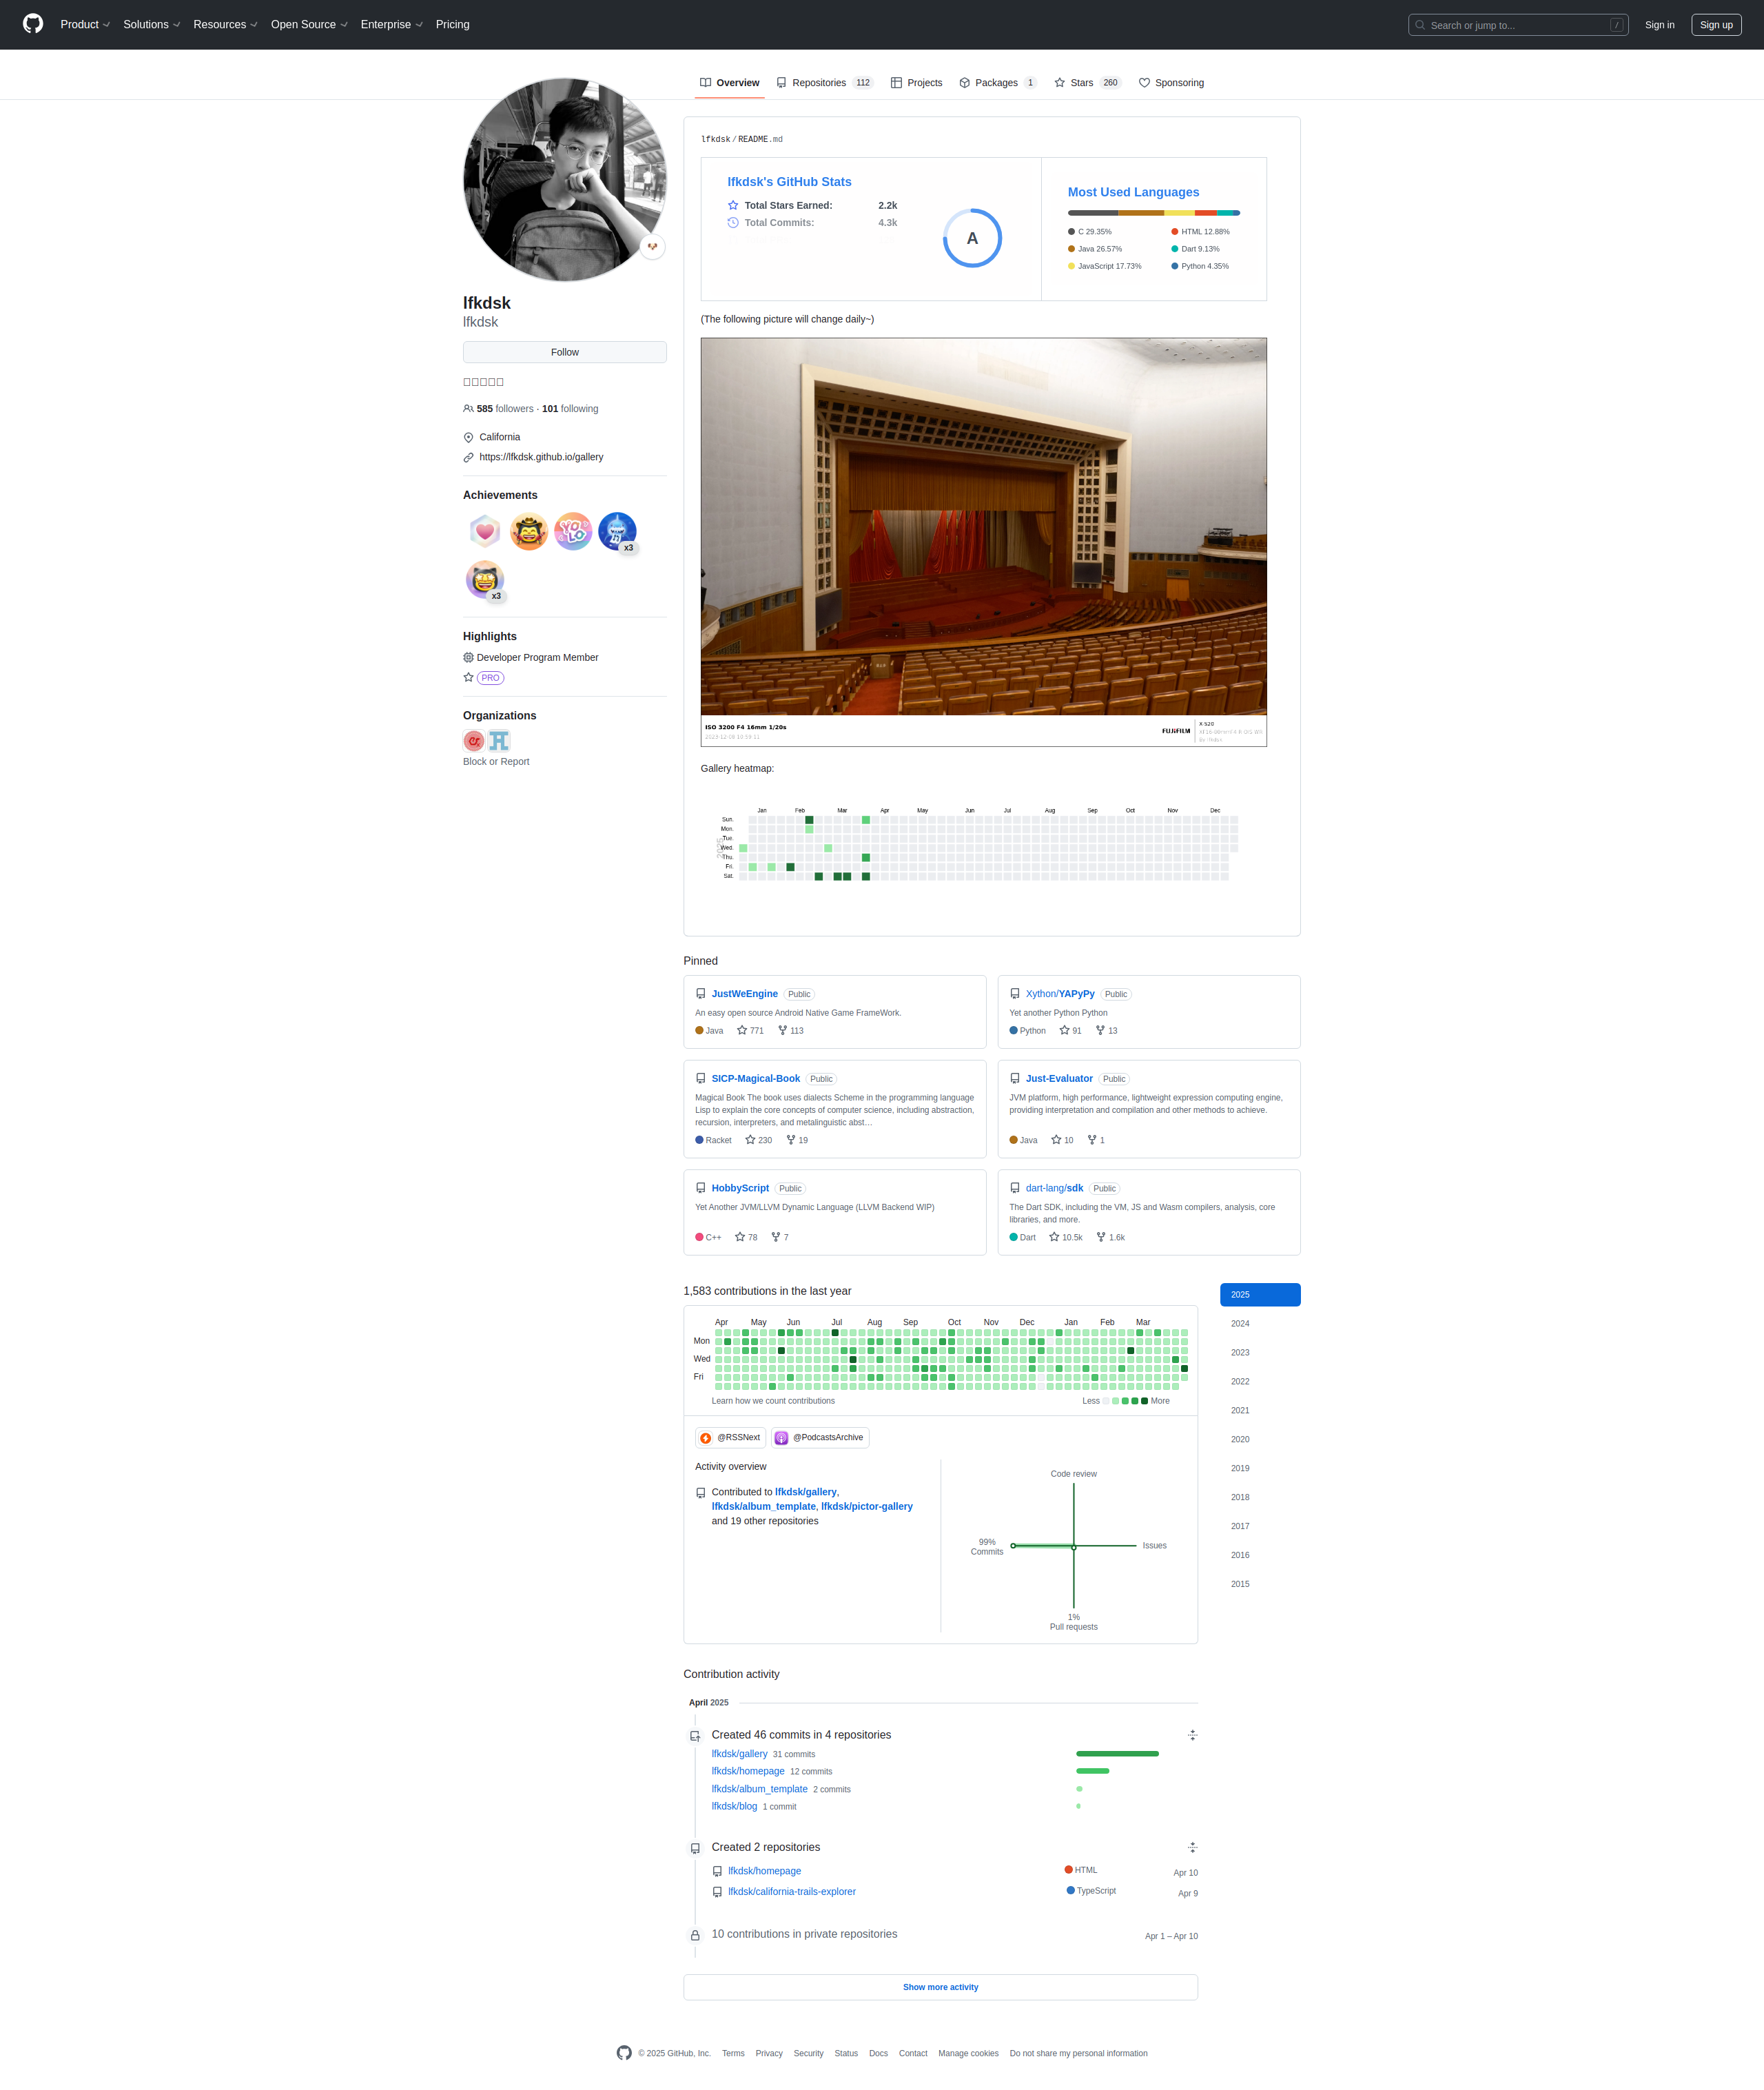 Product Solutions Resources Open Source Enterprise Pricing Search or jump to... / Sign in Sign up
Overview Repositories 112 Projects Packages 1 Stars 260 Sponsoring
lfkdsk
lfkdsk
Follow
585 followers · 101 following
California
https://lfkdsk.github.io/gallery
Achievements
YOLO
x3
x3
Highlights
Developer Program Member
PRO
Organizations
Block or Report
lfkdsk / README.md
lfkdsk's GitHub Stats
Total Stars Earned: 2.2k
Total Commits: 4.3k
A
Most Used Languages
C 29.35% HTML 12.88%
Java 26.57% Dart 9.13%
JavaScript 17.73% Python 4.35%
(The following picture will change daily~)
ISO 3200 F4 16mm 1/20s
FUJIFILM
Gallery heatmap:
Jan Feb Mar Apr May Jun Jul Aug Sep Oct Nov Dec
Sun.
Mon.
Tue.
Wed.
Thu.
Fri.
Sat.
Pinned
JustWeEngine Public
An easy open source Android Native Game FrameWork.
Java 771 113
Xython/YAPyPy Public
Yet another Python Python
Python 91 13
SICP-Magical-Book Public
Magical Book The book uses dialects Scheme in the programming language
Lisp to explain the core concepts of computer science, including abstraction,
recursion, interpreters, and metalinguistic abst…
Racket 230 19
Just-Evaluator Public
JVM platform, high performance, lightweight expression computing engine,
providing interpretation and compilation and other methods to achieve.
Java 10 1
HobbyScript Public
Yet Another JVM/LLVM Dynamic Language (LLVM Backend WIP)
C++ 78 7
dart-lang/sdk Public
The Dart SDK, including the VM, JS and Wasm compilers, analysis, core
libraries, and more.
Dart 10.5k 1.6k
1,583 contributions in the last year
Apr May Jun Jul Aug Sep Oct Nov Dec Jan Feb Mar
Mon
Wed
Fri
Learn how we count contributions Less More
@RSSNext @PodcastsArchive
Activity overview
Contributed to lfkdsk/gallery,
lfkdsk/album_template, lfkdsk/pictor-gallery
and 19 other repositories
Code review
99%
Commits
Issues
1%
Pull requests
2025
2024
2023
2022
2021
2020
2019
2018
2017
2016
2015
Contribution activity
April 2025
Created 46 commits in 4 repositories
lfkdsk/gallery 31 commits
lfkdsk/homepage 12 commits
lfkdsk/album_template 2 commits
lfkdsk/blog 1 commit
Created 2 repositories
lfkdsk/homepage HTML Apr 10
lfkdsk/california-trails-explorer TypeScript Apr 9
10 contributions in private repositories Apr 1 – Apr 10
Show more activity
© 2025 GitHub, Inc. Terms Privacy Security Status Docs Contact Manage cookies Do not share my personal information